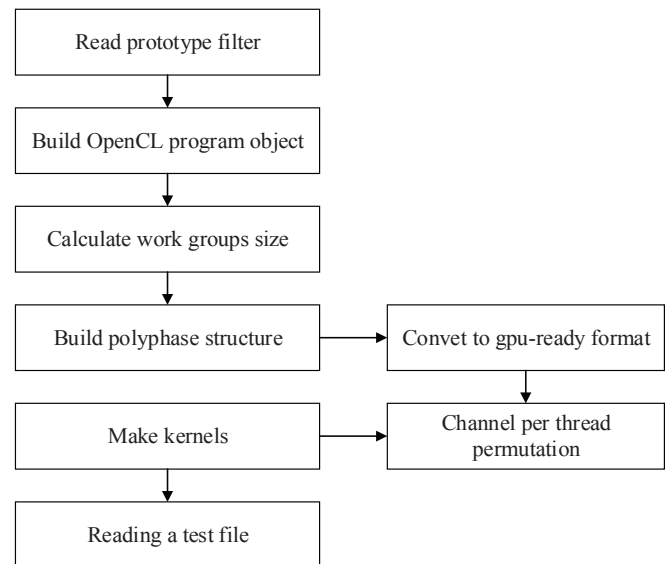 Read prototype filter
Build OpenCL program object
Calculate work groups size
Build polyphase structure
Convet to gpu-ready format
Make kernels
Channel per thread
permutation
Reading a test file